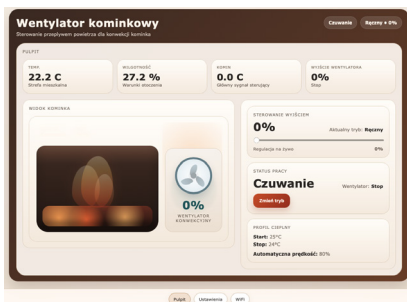 Wentylator kominkowy
Sterowanie przepływem powietrza dla konwekcji kominka
Czuwanie
Ręczny • 0%
PULPIT
TEMP.
22.2 C
Strefa mieszkalna
WILGOTNOŚĆ
27.2 %
Warunki otoczenia
KOMIN
0.0 C
Główny sygnał sterujący
WYJŚCIE WENTYLATORA
0%
Stop
WIDOK KOMINKA
0%
WENTYLATOR
KONWEKCYJNY
STEROWANIE WYJŚCIEM
0%
Aktualny tryb: Ręczny
Regulacja na żywo
0%
STATUS PRACY
Czuwanie
Wentylator: Stop
Zmień tryb
PROFIL CIEPLNY
Start: 25°C
Stop: 24°C
Automatyczna prędkość: 80%
Pulpit
Ustawienia
WiFi